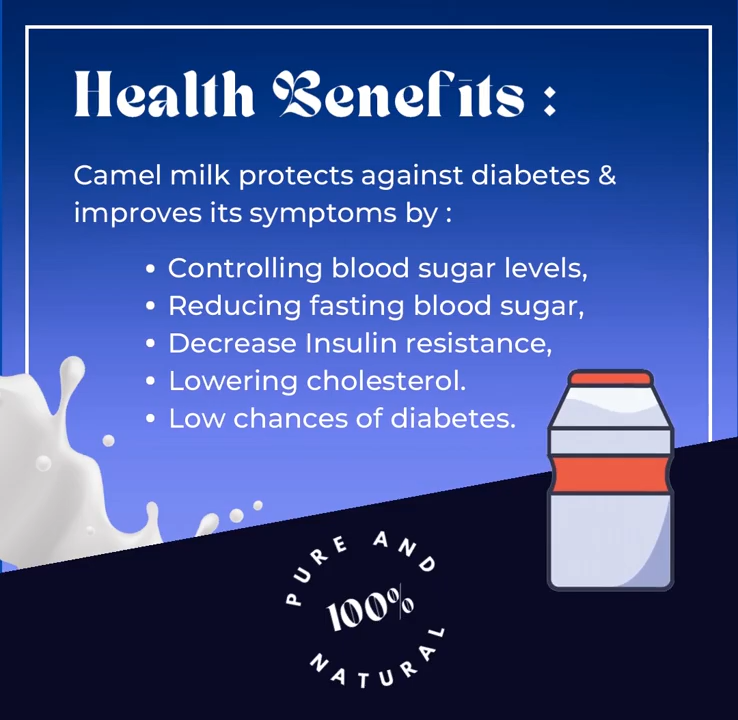 Health Benefits :
Camel milk protects against diabetes &
improves its symptoms by :
• Controlling blood sugar levels,
• Reducing fasting blood sugar,
• Decrease Insulin resistance,
• Lowering cholesterol.
• Low chances of diabetes.
PURE AND
100%
NATURAL